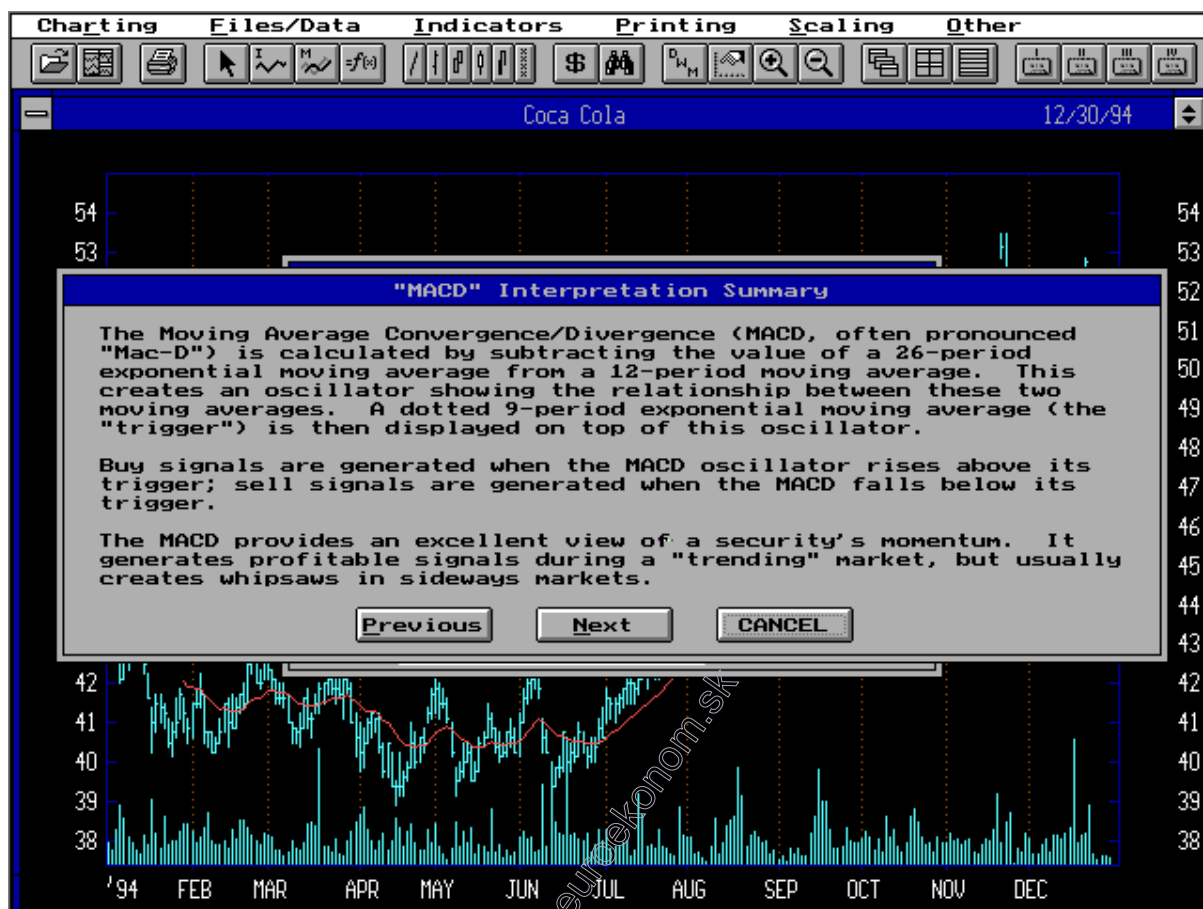 Charting Files/Data Indicators Printing Scaling Other
Coca Cola 12/30/94
54 54
53 53
"MACD" Interpretation Summary
52
The Moving Average Convergence/Divergence (MACD, often pronounced
51
"Mac-D") is calculated by subtracting the value of a 26-period
exponential moving average from a 12-period moving average. This
50
creates an oscillator showing the relationship between these two
moving averages. A dotted 9-period exponential moving average (the
49
"trigger") is then displayed on top of this oscillator.
48
Buy signals are generated when the MACD oscillator rises above its
trigger; sell signals are generated when the MACD falls below its
47
trigger.
46
The MACD provides an excellent view of a security's momentum. It
generates profitable signals during a "trending" market, but usually
45
creates whipsaws in sideways markets.
44
Previous Next CANCEL
43
42 42
41 41
40 40
39 39
38 38
'94 FEB MAR APR MAY JUN JUL AUG SEP OCT NOV DEC
euroekonom.sk